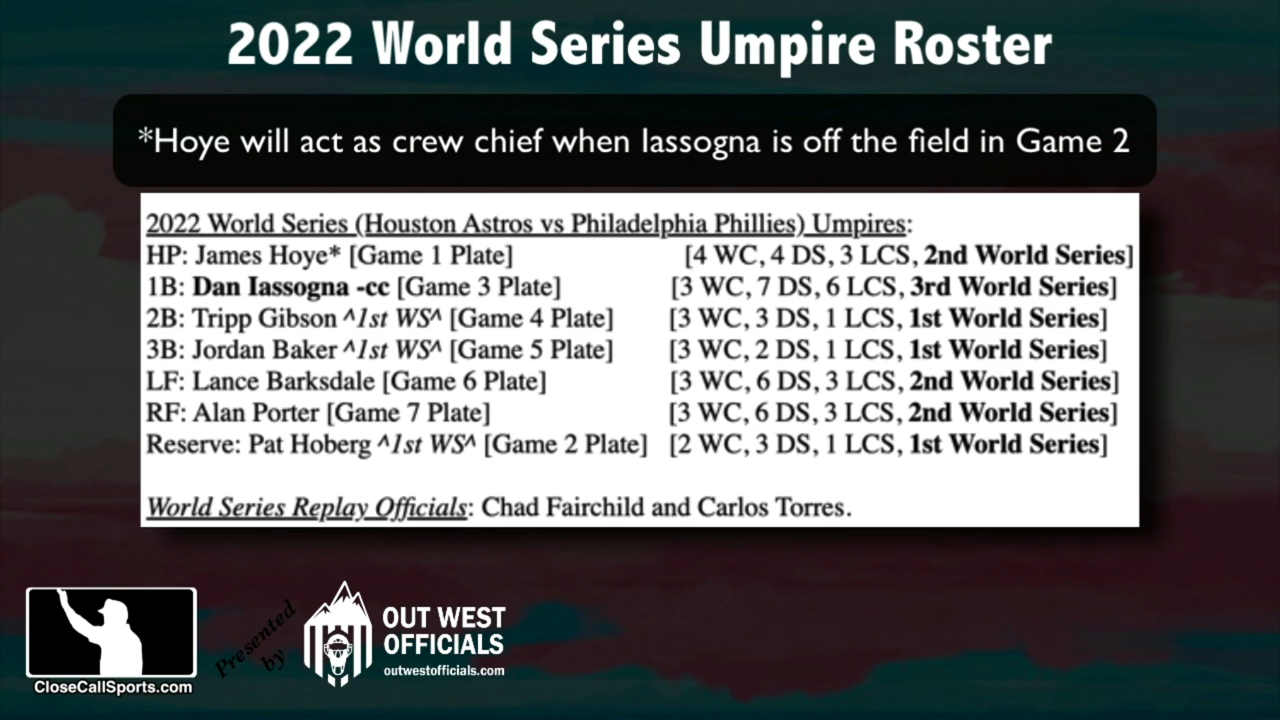 2022 World Series Umpire Roster
*Hoye will act as crew chief when Iassogna is off the field in Game 2
2022 World Series (Houston Astros vs Philadelphia Phillies) Umpires:
HP: James Hoye* [Game 1 Plate] [4 WC, 4 DS, 3 LCS, 2nd World Series]
1B: Dan Iassogna -cc [Game 3 Plate] [3 WC, 7 DS, 6 LCS, 3rd World Series]
2B: Tripp Gibson ^1st WS^ [Game 4 Plate] [3 WC, 3 DS, 1 LCS, 1st World Series]
3B: Jordan Baker ^1st WS^ [Game 5 Plate] [3 WC, 2 DS, 1 LCS, 1st World Series]
LF: Lance Barksdale [Game 6 Plate] [3 WC, 6 DS, 3 LCS, 2nd World Series]
RF: Alan Porter [Game 7 Plate] [3 WC, 6 DS, 3 LCS, 2nd World Series]
Reserve: Pat Hoberg ^1st WS^ [Game 2 Plate] [2 WC, 3 DS, 1 LCS, 1st World Series]
World Series Replay Officials: Chad Fairchild and Carlos Torres.
CloseCallSports.com
Presented
by
OUT WEST
OFFICIALS
outwestofficials.com